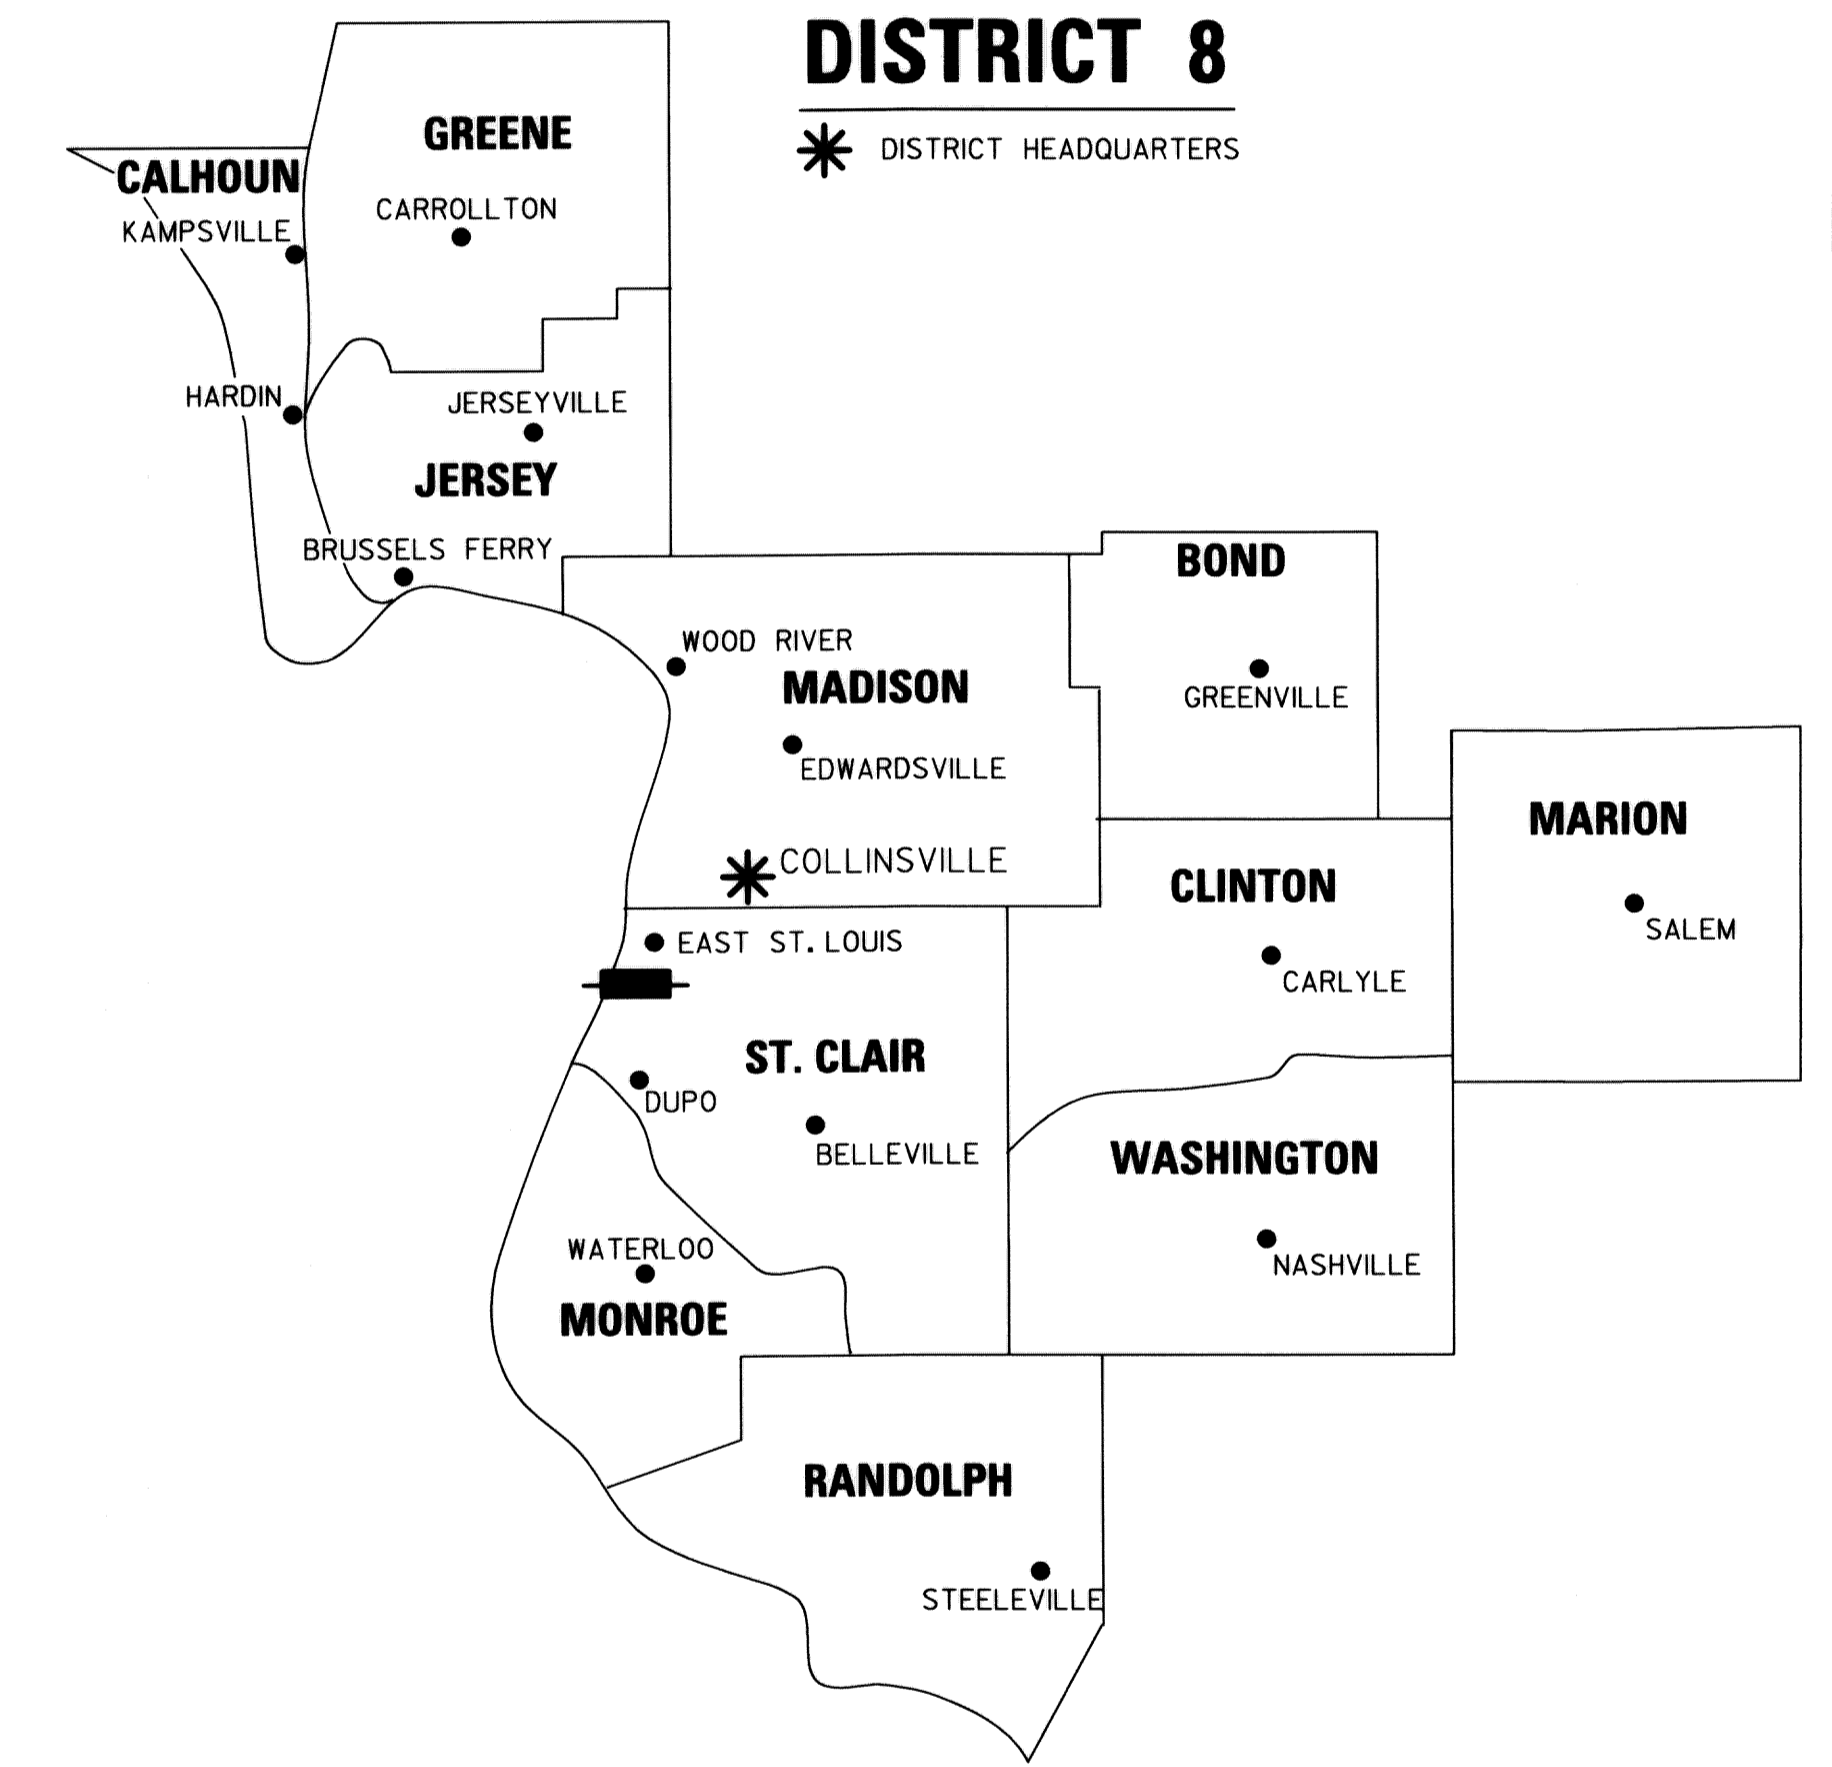 DISTRICT 8
DISTRICT HEADQUARTERS
GREENE
CARROLLTON
CALHOUN
KAMPSVILLE
HARDIN
JERSEYVILLE
JERSEY
BRUSSELS FERRY
BOND
GREENVILLE
WOOD RIVER
MADISON
EDWARDSVILLE
COLLINSVILLE
MARION
SALEM
CLINTON
CARLYLE
EAST ST. LOUIS
ST. CLAIR
DUPO
BELLEVILLE
WASHINGTON
NASHVILLE
WATERLOO
MONROE
RANDOLPH
STEELEVILLE